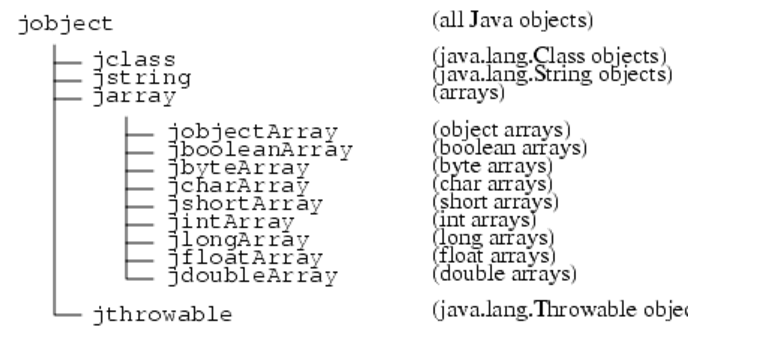 jobject (all Java objects)
jclass (java.lang.Class objects)
jstring (java.lang.String objects)
jarray (arrays)
jobjectArray (object arrays)
jbooleanArray (boolean arrays)
jbyteArray (byte arrays)
jcharArray (char arrays)
jshortArray (short arrays)
jintArray (int arrays)
jlongArray (long arrays)
jfloatArray (float arrays)
jdoubleArray (double arrays)
jthrowable (java.lang.Throwable objec